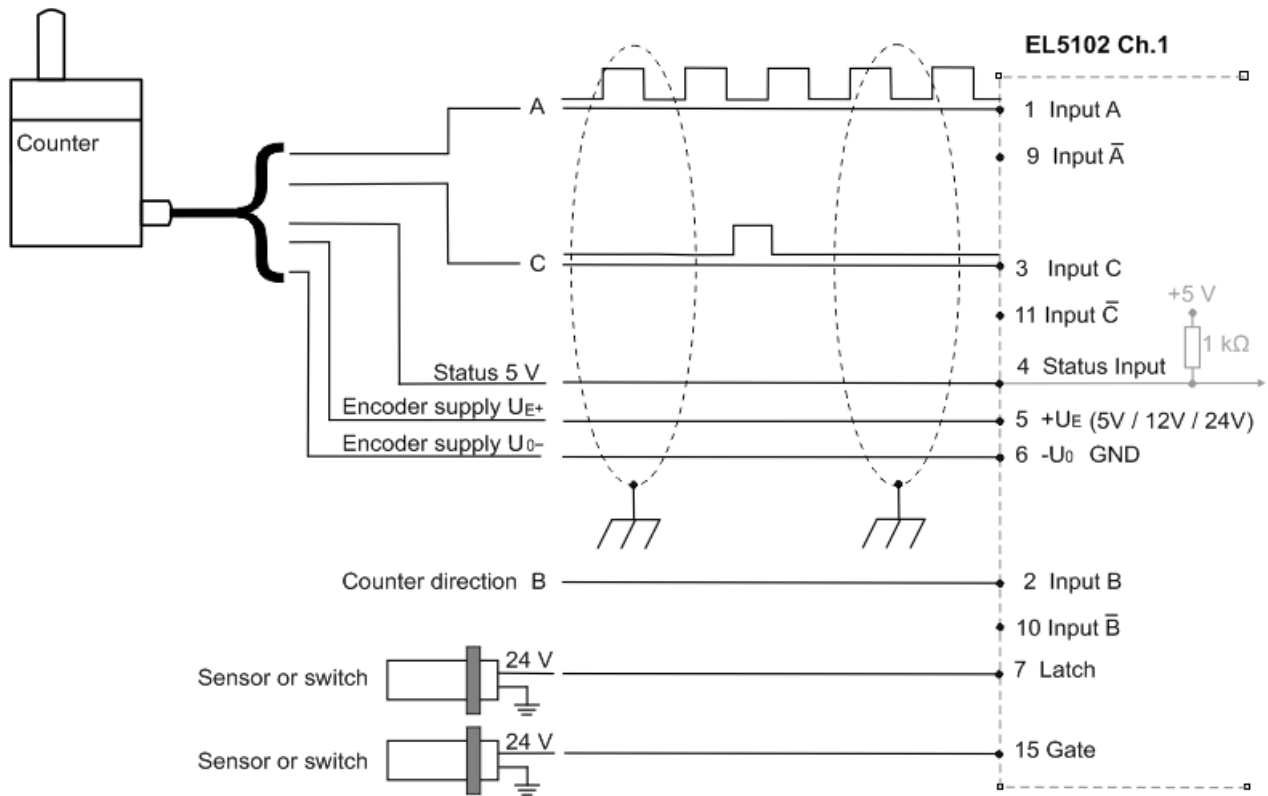 EL5102 Ch.1
Counter
A
1 Input A
9 Input A̅
C
3 Input C
11 Input C̅
+5 V
1 kΩ
Status 5 V
4 Status Input
Encoder supply UE+
5 +UE (5V / 12V / 24V)
Encoder supply U0–
6 -U0 GND
Counter direction B
2 Input B
10 Input B̅
Sensor or switch
24 V
7 Latch
Sensor or switch
24 V
15 Gate